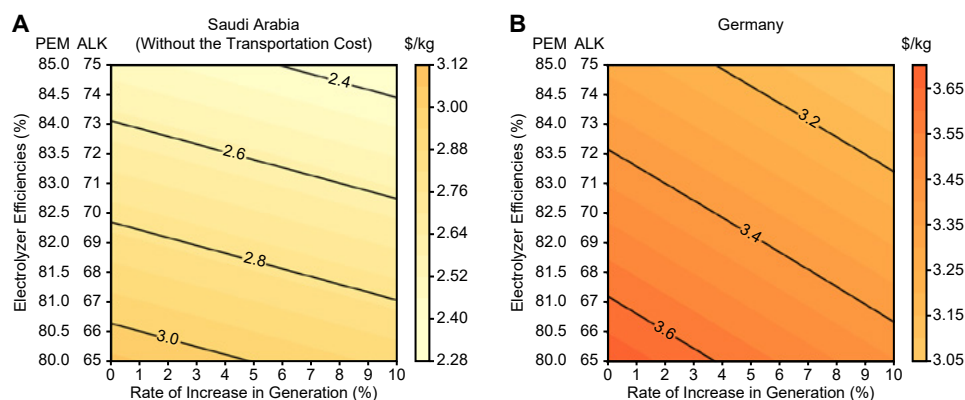 A
Saudi Arabia
(Without the Transportation Cost)
PEM ALK
$/kg
85.0 75
84.5 74
84.0 73
83.5 72
83.0 71
82.5 70
82.0 69
81.5 68
81.0 67
80.5 66
80.0 65
Electrolyzer Efficiencies (%)
2.4
2.6
2.8
3.0
0 1 2 3 4 5 6 7 8 9 10
Rate of Increase in Generation (%)
3.12
3.00
2.88
2.76
2.64
2.52
2.40
2.28
B
Germany
PEM ALK
$/kg
85.0 75
84.5 74
84.0 73
83.5 72
83.0 71
82.5 70
82.0 69
81.5 68
81.0 67
80.5 66
80.0 65
Electrolyzer Efficiencies (%)
3.2
3.4
3.6
0 1 2 3 4 5 6 7 8 9 10
Rate of Increase in Generation (%)
3.65
3.55
3.45
3.35
3.25
3.15
3.05